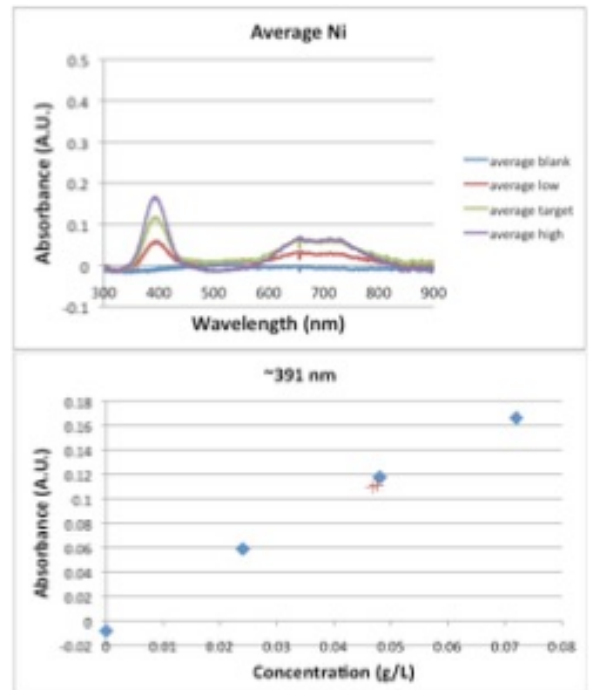 Average Ni
0.5
0.4
0.3
0.2
0.1
0
-0.1
Absorbance (A.U.)
300 400 500 600 700 800 900
Wavelength (nm)
average blank
average low
average target
average high
~391 nm
0.18
0.16
0.14
0.12
0.1
0.08
0.06
0.04
0.02
0
-0.02
Absorbance (A.U.)
0 0.01 0.02 0.03 0.04 0.05 0.06 0.07 0.08
Concentration (g/L)